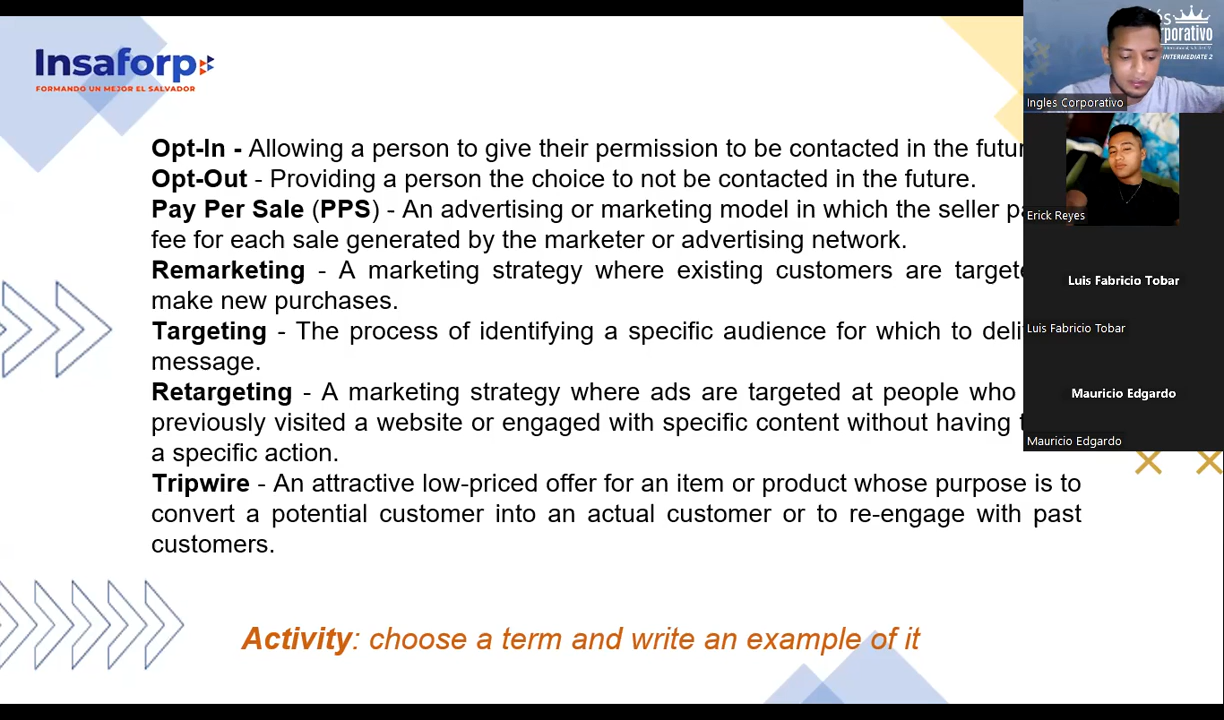 Insaforp
FORMANDO UN MEJOR EL SALVADOR
Opt-In - Allowing a person to give their permission to be contacted in the
Opt-Out - Providing a person the choice to not be contacted in the future.
Pay Per Sale (PPS) - An advertising or marketing model in which the seller
fee for each sale generated by the marketer or advertising network.
Remarketing - A marketing strategy where existing customers are
make new purchases.
Targeting - The process of identifying a specific audience for which to
message.
Retargeting - A marketing strategy where ads are targeted at people who
previously visited a website or engaged with specific content without having
a specific action.
Tripwire - An attractive low-priced offer for an item or product whose purpose is to
convert a potential customer into an actual customer or to re-engage with past
customers.
Activity: choose a term and write an example of it
INTERMEDIATE 2
Ingles Corporativo
Erick Reyes
Luis Fabricio Tobar
Luis Fabricio Tobar
Mauricio Edgardo
Mauricio Edgardo